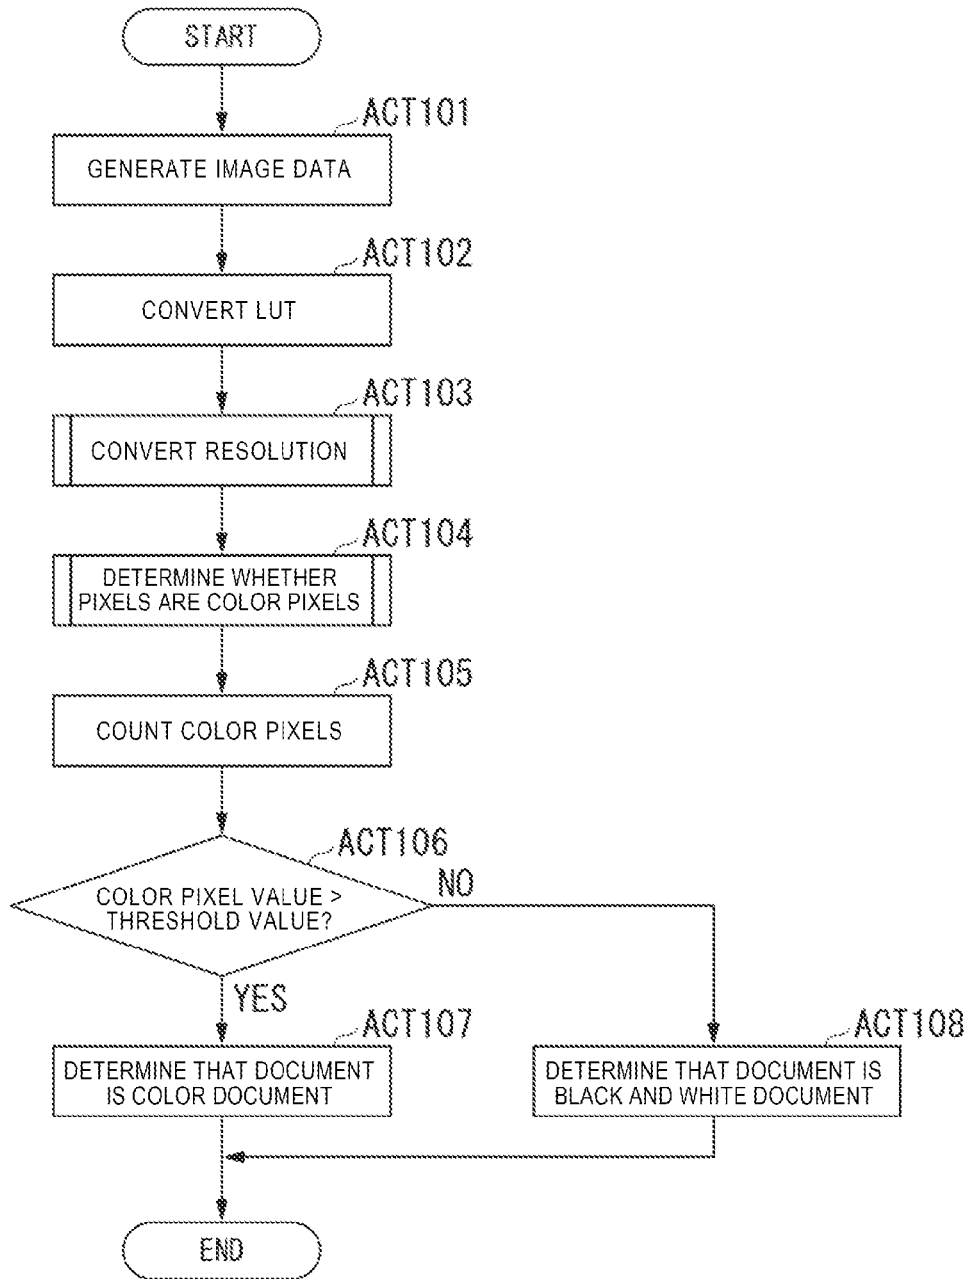 START
ACT101
GENERATE IMAGE DATA
ACT102
CONVERT LUT
ACT103
CONVERT RESOLUTION
ACT104
DETERMINE WHETHER
PIXELS ARE COLOR PIXELS
ACT105
COUNT COLOR PIXELS
ACT106
COLOR PIXEL VALUE >
THRESHOLD VALUE?
NO
YES
ACT107
DETERMINE THAT DOCUMENT
IS COLOR DOCUMENT
ACT108
DETERMINE THAT DOCUMENT IS
BLACK AND WHITE DOCUMENT
END